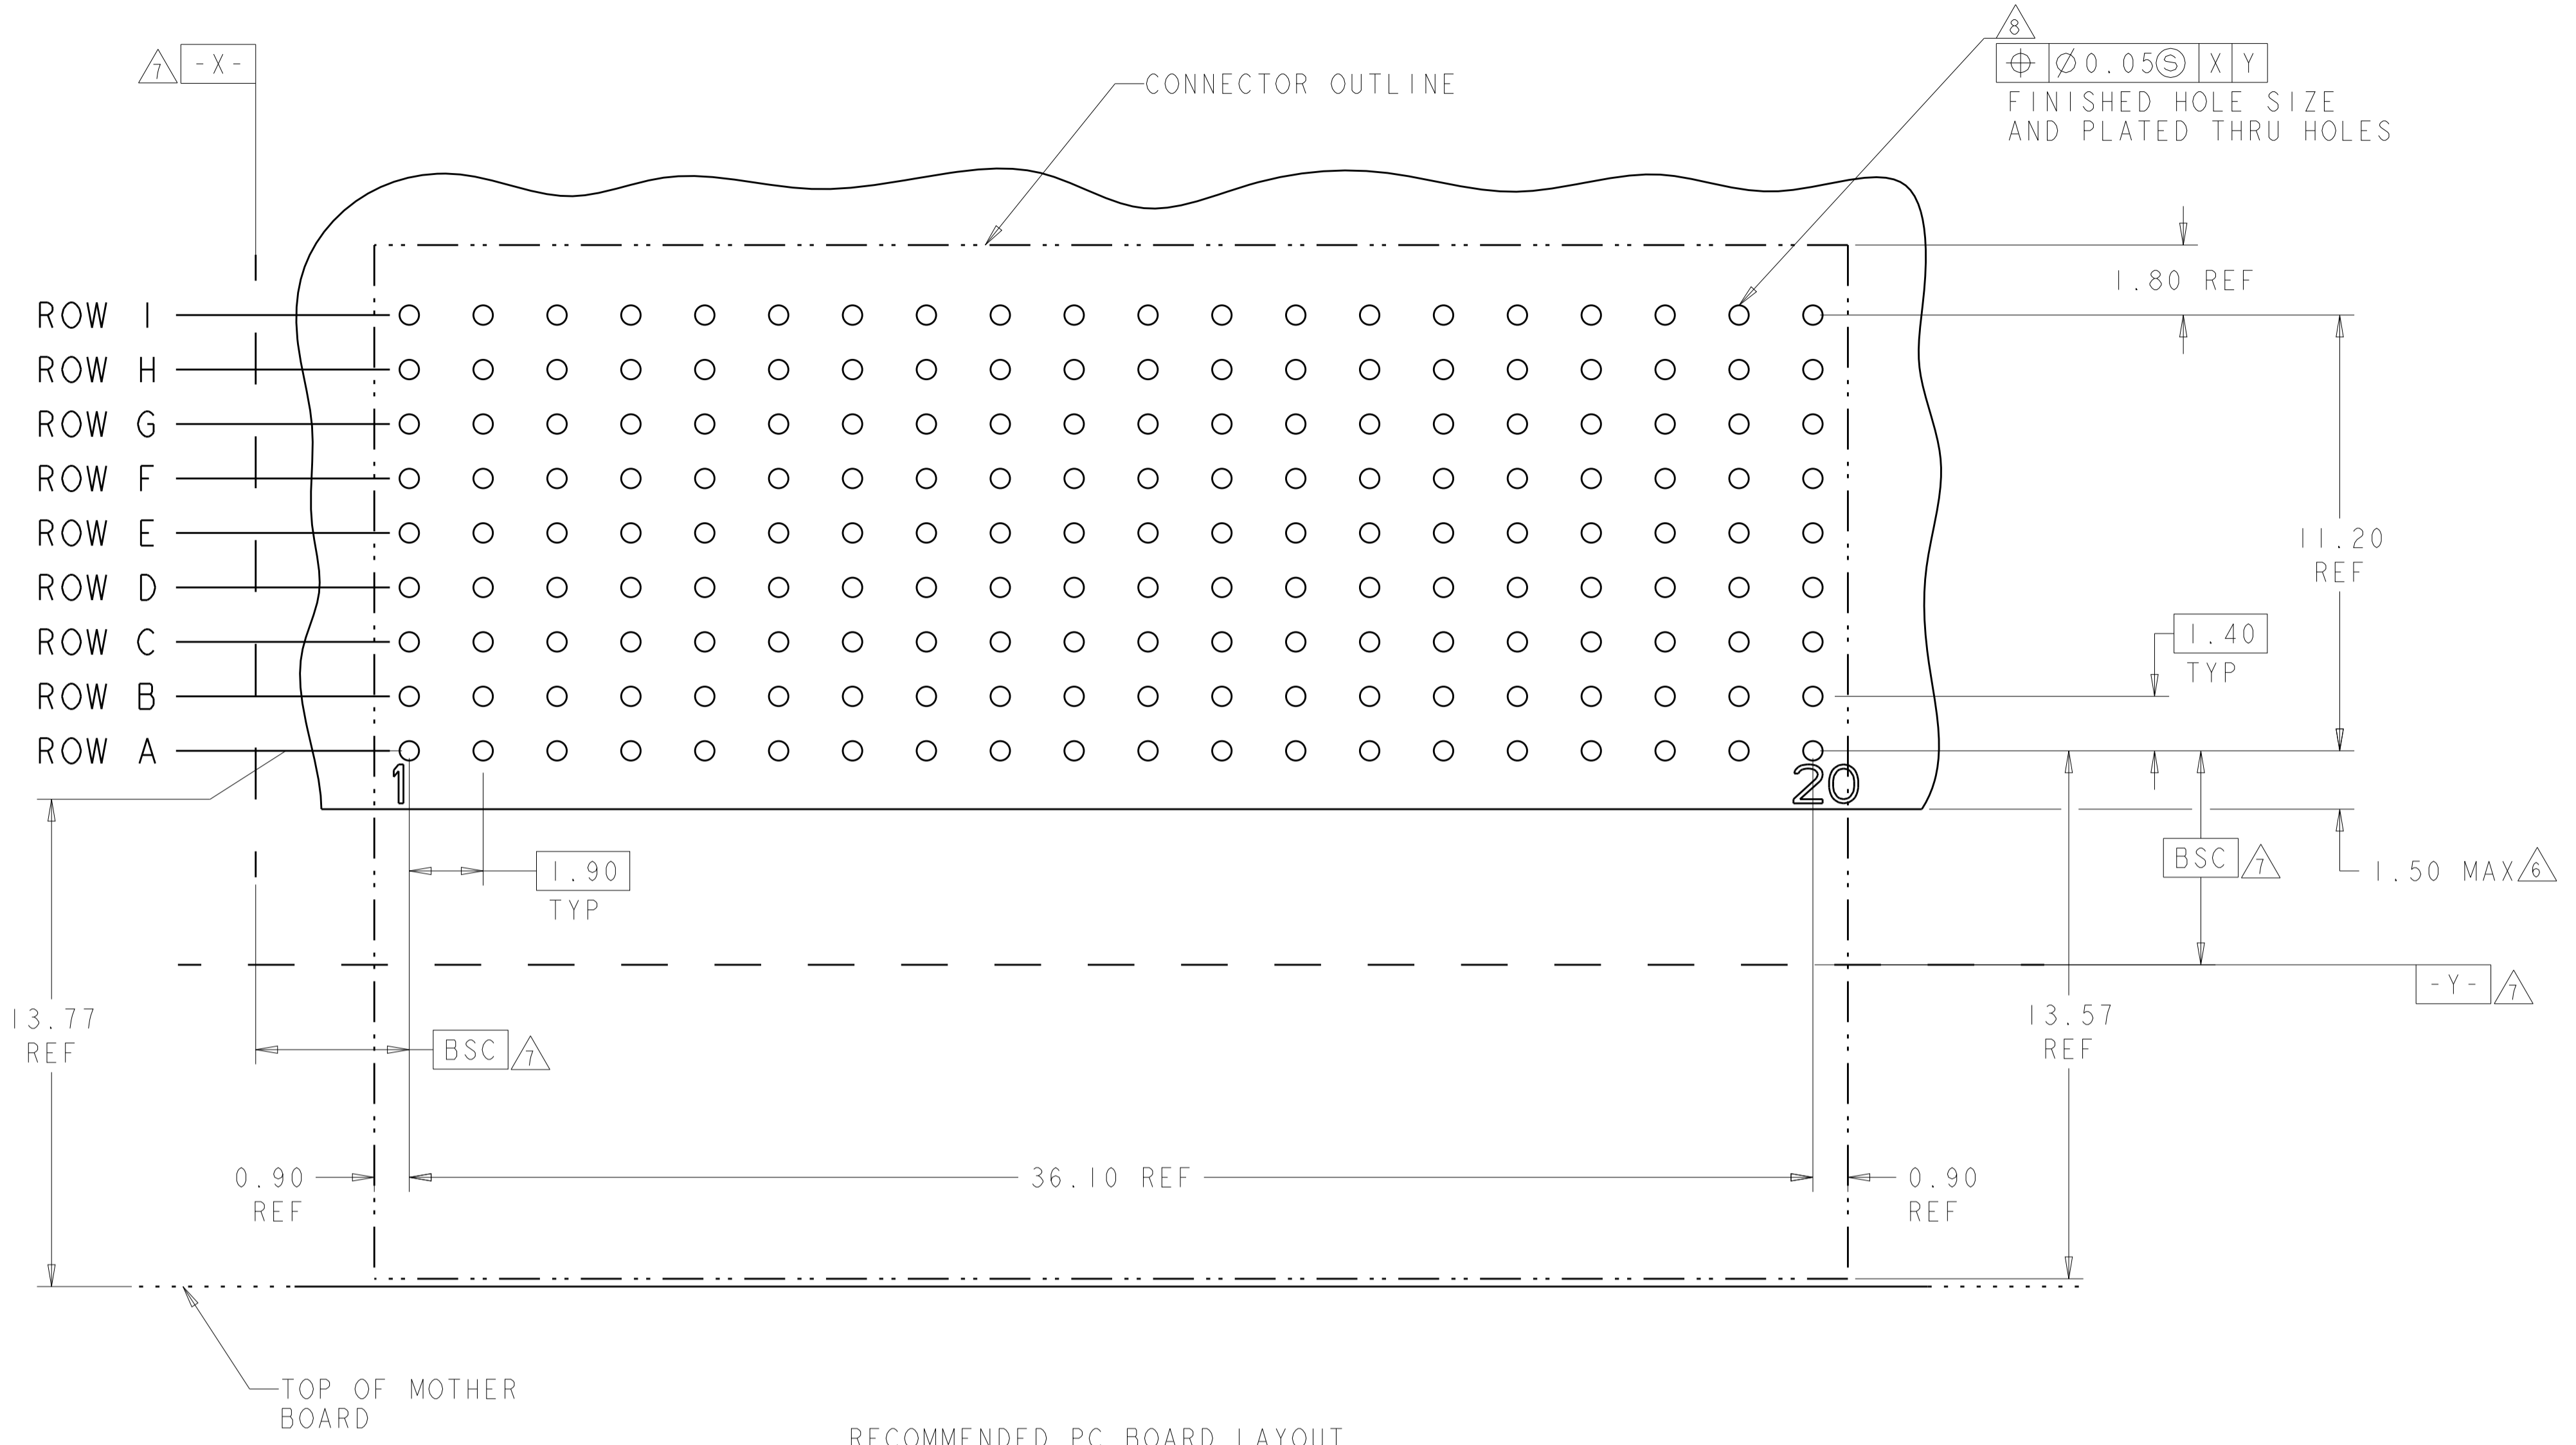 8
7
-X-
⌖ Ø0.05Ⓢ X Y
CONNECTOR OUTLINE
FINISHED HOLE SIZE
AND PLATED THRU HOLES
1.80 REF
ROW I
ROW H
ROW G
ROW F
ROW E
ROW D
ROW C
ROW B
ROW A
11.20
REF
1.40
TYP
1
20
BSC 7
1.50 MAX 6
1.90
TYP
-Y- 7
13.77
REF
13.57
REF
BSC 7
0.90
REF
36.10 REF
0.90
REF
TOP OF MOTHER
BOARD
RECOMMENDED PC BOARD LAYOUT